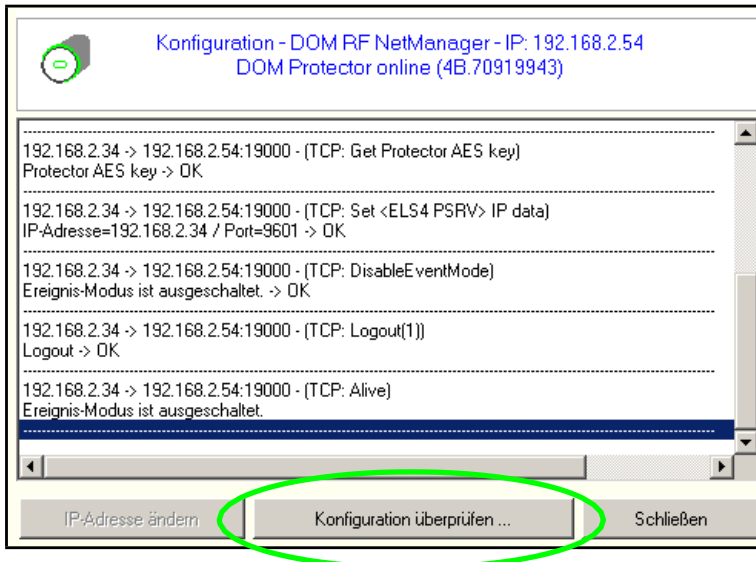 Konfiguration - DOM RF NetManager - IP: 192.168.2.54
DOM Protector online (4B.70919943)
192.168.2.34 -> 192.168.2.54:19000 - (TCP: Get Protector AES key)
Protector AES key -> OK
192.168.2.34 -> 192.168.2.54:19000 - (TCP: Set <ELS4 PSRV> IP data)
IP-Adresse=192.168.2.34 / Port=9601 -> OK
192.168.2.34 -> 192.168.2.54:19000 - (TCP: DisableEventMode)
Ereignis-Modus ist ausgeschaltet. -> OK
192.168.2.34 -> 192.168.2.54:19000 - (TCP: Logout(1))
Logout -> OK
192.168.2.34 -> 192.168.2.54:19000 - (TCP: Alive)
Ereignis-Modus ist ausgeschaltet.
IP-Adresse ändern
Konfiguration überprüfen ...
Schließen